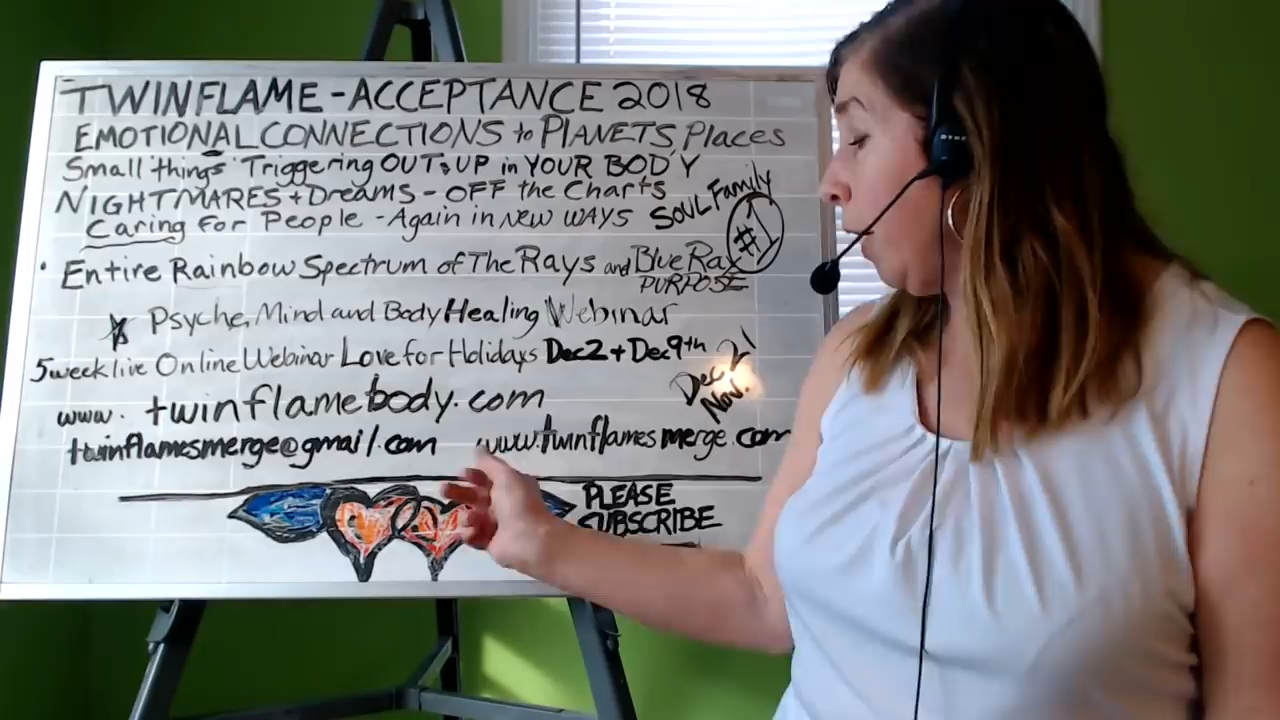 TWINFLAME - ACCEPTANCE 2018
EMOTIONAL CONNECTIONS to PLANETS, Places
Small things Triggering OUT & UP in YOUR BODY
NIGHTMARES + Dreams - OFF the Charts
Caring for People - Again in NEW WAYS
SOUL Family
#1
• Entire Rainbow Spectrum of The Rays and Blue Ray
PURPOSE
Psyche, Mind and Body Healing Webinar
5 week live Online Webinar Love for Holidays Dec 2 + Dec 9th
Dec 2!
Nov.
www. twinflamebody.com
twinflamesmerge@gmail.com www.twinflamesmerge.com
PLEASE
SUBSCRIBE